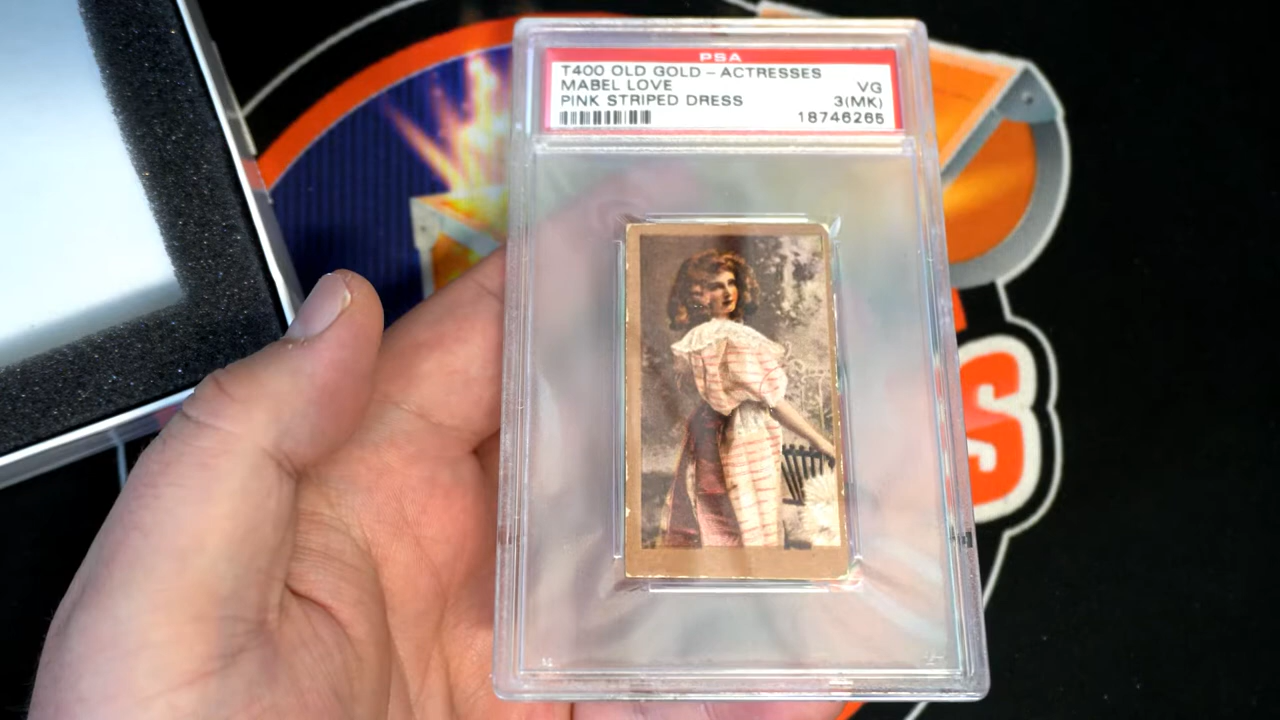 PSA
T400 OLD GOLD - ACTRESSES
MABEL LOVE VG
PINK STRIPED DRESS 3(MK)
18746265
S